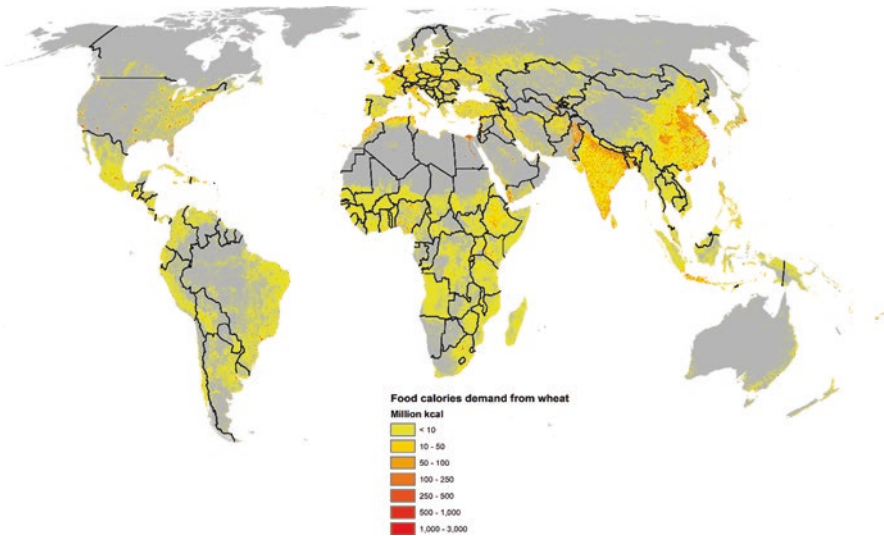 Food calories demand from wheat
Million kcal
< 10
10 - 50
50 - 100
100 - 250
250 - 500
500 - 1,000
1,000 - 3,000